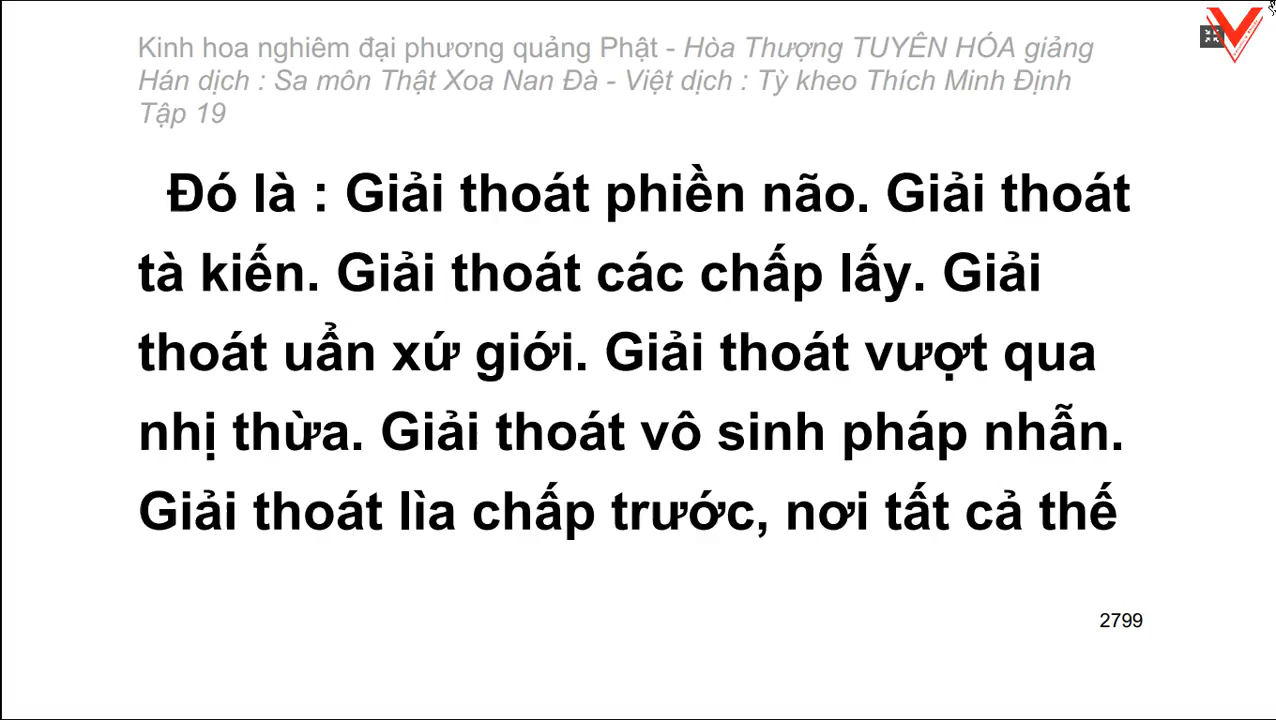 Kinh hoa nghiêm đại phương quảng Phật - Hòa Thượng TUYÊN HÓA giảng
Hán dịch : Sa môn Thật Xoa Nan Đà - Việt dịch : Tỳ kheo Thích Minh Định
Tập 19
Đó là : Giải thoát phiền não. Giải thoát
tà kiến. Giải thoát các chấp lấy. Giải
thoát uẩn xứ giới. Giải thoát vượt qua
nhị thừa. Giải thoát vô sinh pháp nhẫn.
Giải thoát lìa chấp trước, nơi tất cả thế
2799